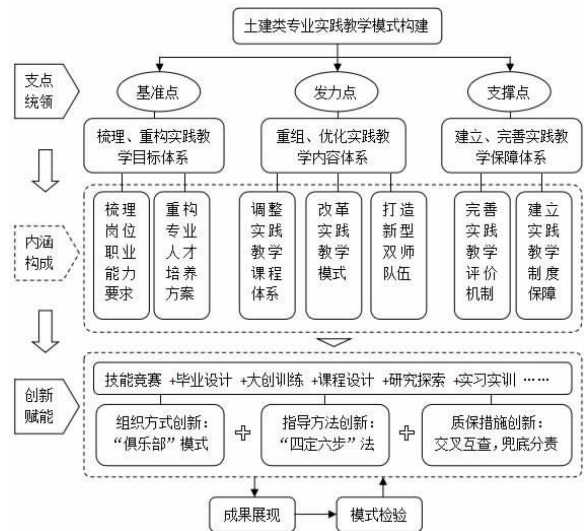 土建类专业实践教学模式构建
支点
统领
基准点
发力点
支撑点
梳理、重构实践教
学目标体系
重组、优化实践教
学内容体系
建立、完善实践教
学保障体系
内涵
构成
梳理
岗位
职业
能力
要求
重构
专业
人才
培养
方案
调整
实践
教学
课程
体系
改革
实践
教学
模式
打造
新型
双师
队伍
完善
实践
教学
评价
机制
建立
实践
教学
制度
保障
创新
赋能
技能竞赛 +毕业设计 +大创训练 +课程设计 +研究探索 +实习实训 ……
组织方式创新：
“俱乐部”模式
指导方法创新：
“四定六步”法
质保措施创新：
交叉互查，兜底分责
成果展现
模式检验